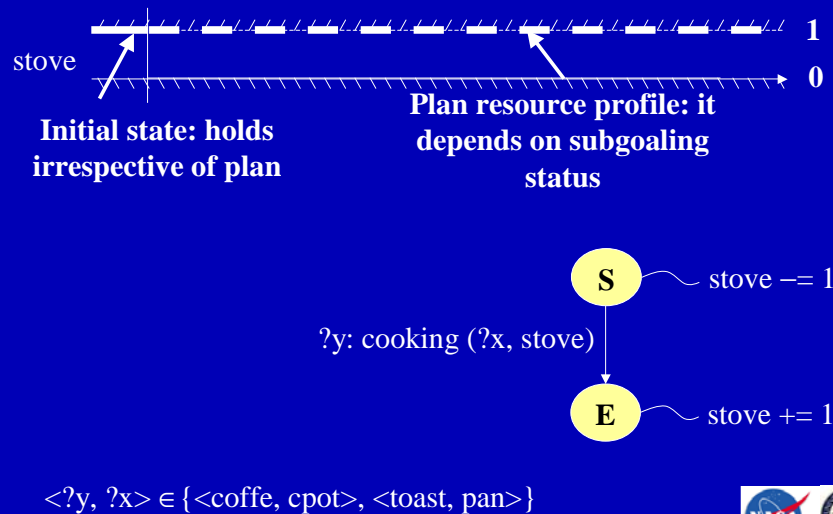 1
stove
0
Initial state: holds
irrespective of plan
Plan resource profile: it
depends on subgoaling
status
S
stove −= 1
?y: cooking (?x, stove)
E
stove += 1
<?y, ?x> ∈ {<coffe, cpot>, <toast, pan>}
NASA